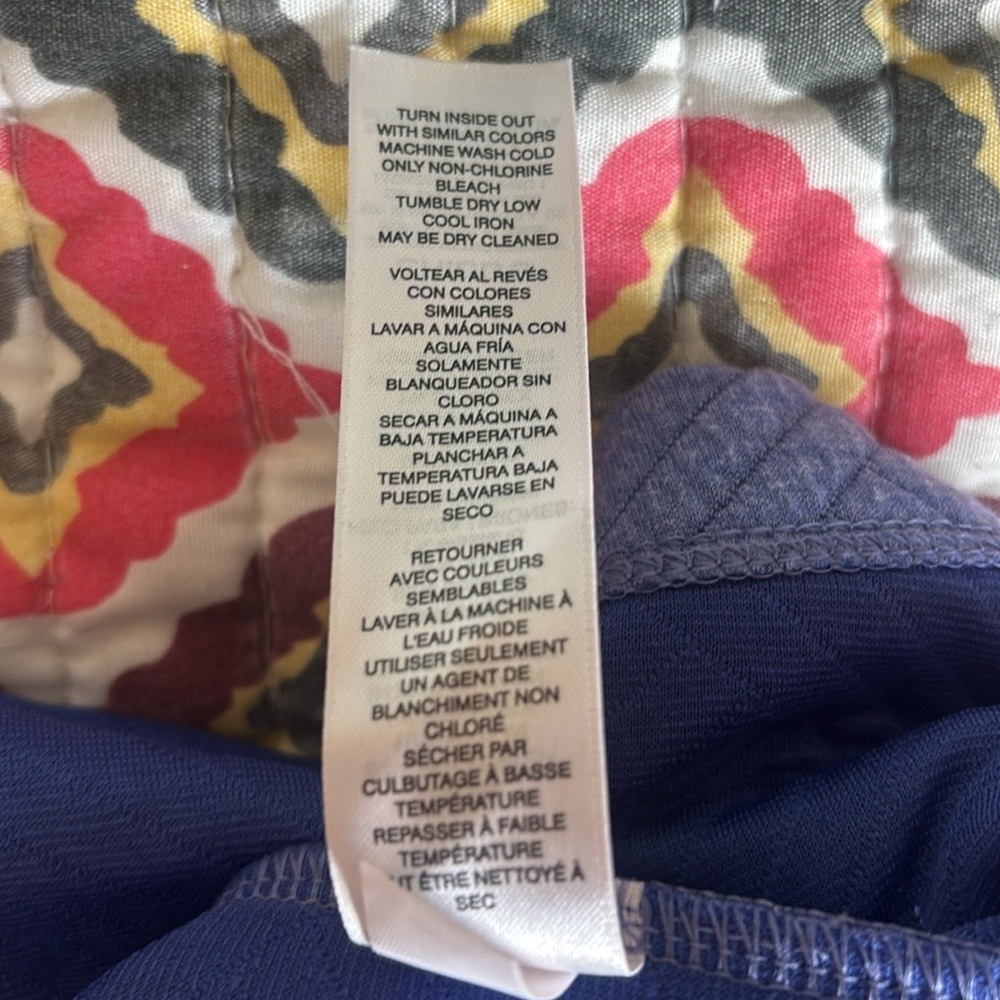 TURN INSIDE OUT
WITH SIMILAR COLORS
MACHINE WASH COLD
ONLY NON-CHLORINE
BLEACH
TUMBLE DRY LOW
COOL IRON
MAY BE DRY CLEANED
VOLTEAR AL REVÉS
CON COLORES
SIMILARES
LAVAR A MÁQUINA CON
AGUA FRÍA
SOLAMENTE
BLANQUEADOR SIN
CLORO
SECAR A MÁQUINA A
BAJA TEMPERATURA
PLANCHAR A
TEMPERATURA BAJA
PUEDE LAVARSE EN
SECO
RETOURNER
AVEC COULEURS
SEMBLABLES
LAVER À LA MACHINE À
L'EAU FROIDE
UTILISER SEULEMENT
UN AGENT DE
BLANCHIMENT NON
CHLORÉ
SÉCHER PAR
CULBUTAGE À BASSE
TEMPÉRATURE
REPASSER À FAIBLE
TEMPÉRATURE
ÊTRE NETTOYÉ À
SEC